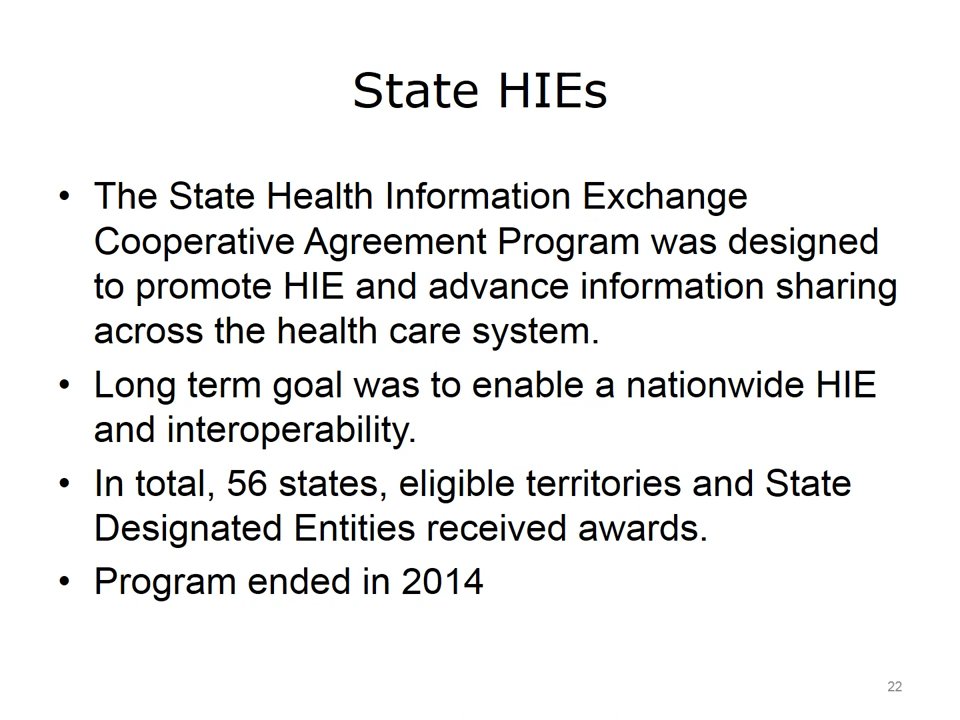 State HIEs
• The State Health Information Exchange
Cooperative Agreement Program was designed
to promote HIE and advance information sharing
across the health care system.
• Long term goal was to enable a nationwide HIE
and interoperability.
• In total, 56 states, eligible territories and State
Designated Entities received awards.
• Program ended in 2014
22